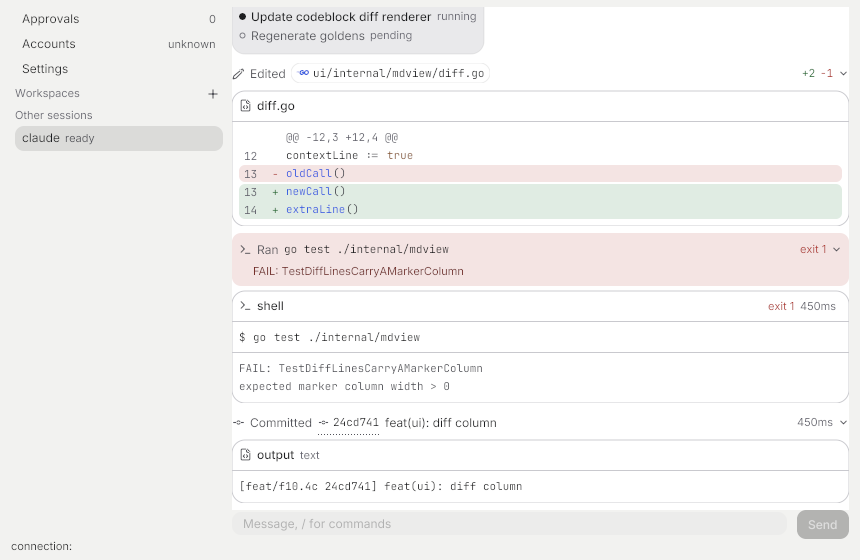 Approvals 0
Accounts unknown
Settings
Workspaces +
Other sessions
claude ready
connection:
Update codeblock diff renderer running
Regenerate goldens pending
Edited GO ui/internal/mdview/diff.go +2 -1
diff.go
@@ -12,3 +12,4 @@
12 contextLine := true
13 - oldCall()
13 + newCall()
14 + extraLine()
Ran go test ./internal/mdview exit 1
FAIL: TestDiffLinesCarryAMarkerColumn
shell exit 1 450ms
$ go test ./internal/mdview
FAIL: TestDiffLinesCarryAMarkerColumn
expected marker column width > 0
Committed 24cd741 feat(ui): diff column 450ms
output text
[feat/f10.4c 24cd741] feat(ui): diff column
Message, / for commands Send